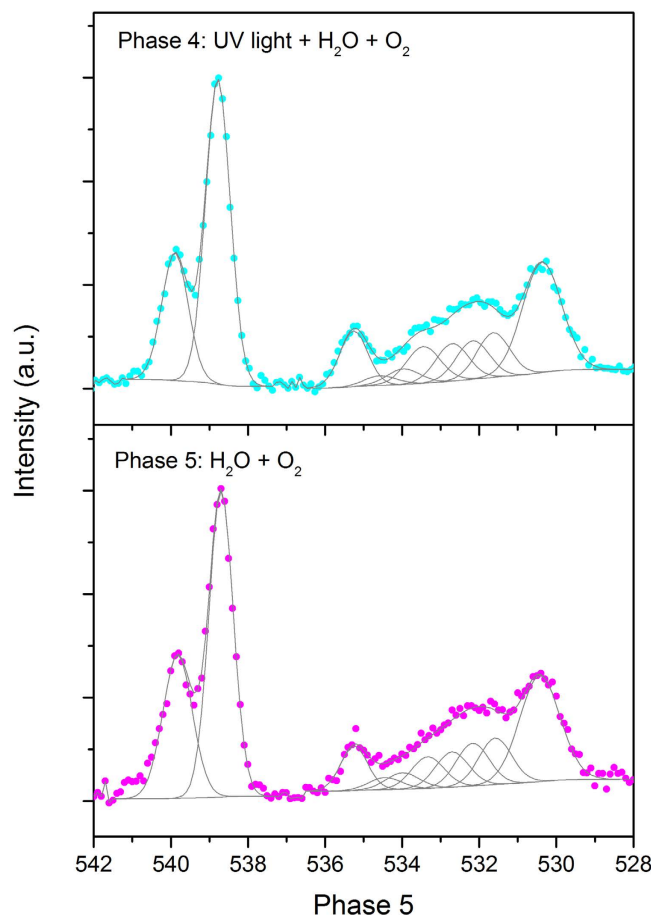 Phase 4: UV light + H₂O + O₂
Intensity (a.u.)
Phase 5: H₂O + O₂
542 540 538 536 534 532 530 528
Phase 5